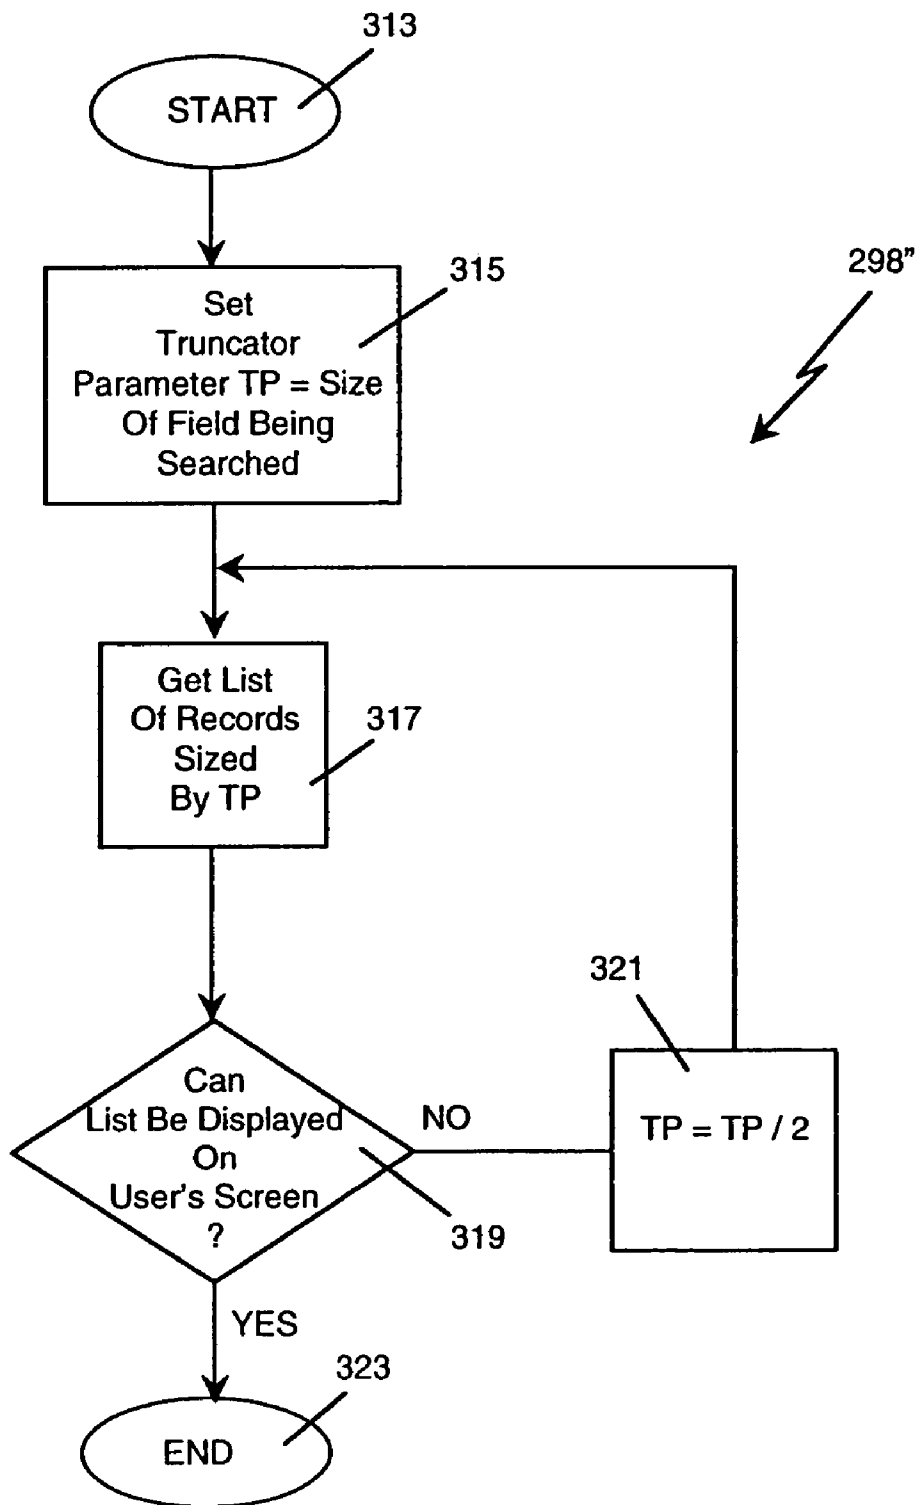 313
START
315
298”
Set
Truncator
Parameter TP = Size
Of Field Being
Searched
Get List
Of Records
Sized
By TP
317
321
Can
List Be Displayed
On
User's Screen
?
NO
TP = TP / 2
319
YES
323
END